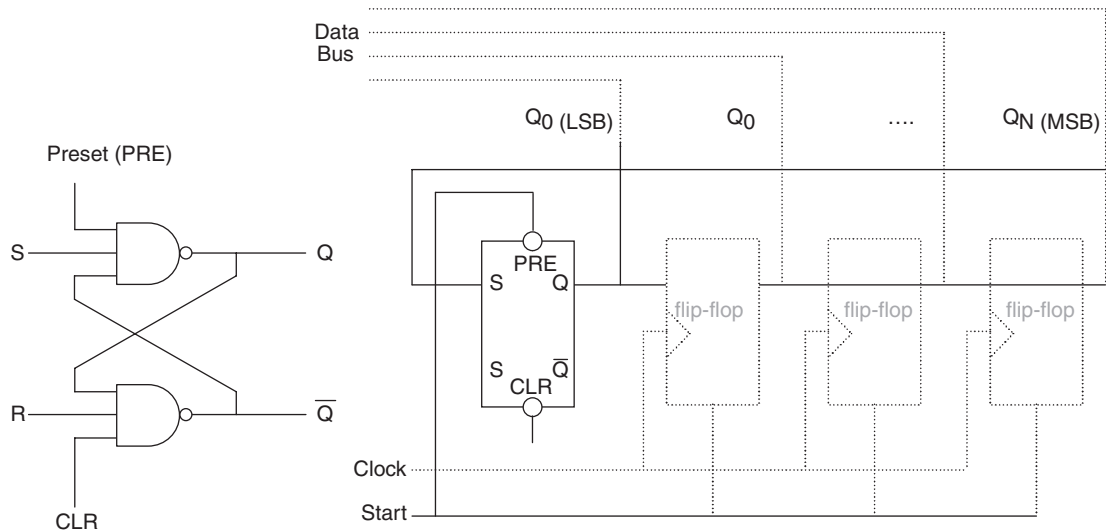 Data
Bus
Q0 (LSB)
Q0
....
QN (MSB)
Preset (PRE)
S
Q
R
Q
CLR
PRE
S
Q
S
Q
CLR
flip-flop
flip-flop
flip-flop
Clock
Start